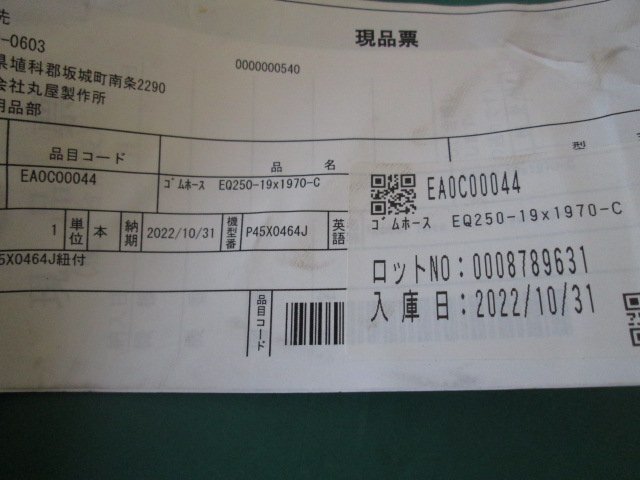 先
-0603
現品票
県埴科郡坂城町南条2290
0000000540
会社丸屋製作所
用品部
品目コード
品 名
型
EA0C00044
ｺﾞﾑﾎｰｽ EQ250-19x1970-C
1 単位 本 納期 2022/10/31 機型番 P45X0464J 英語
45X0464J紐付
品目コード
EA0C00044
ｺﾞﾑﾎｰｽ EQ250-19x1970-C
ロットNO：0008789631
入庫日：2022/10/31